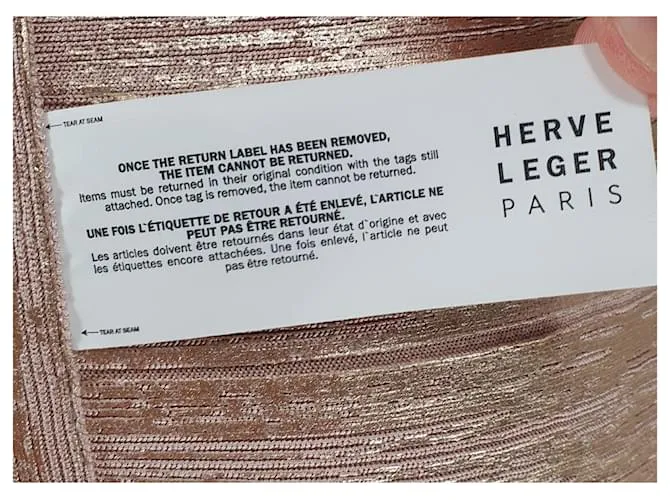 TEAR AT SEAM
ONCE THE RETURN LABEL HAS BEEN REMOVED,
THE ITEM CANNOT BE RETURNED.
Items must be returned in their original condition with the tags still
attached. Once tag is removed, the item cannot be returned.
UNE FOIS L'ÉTIQUETTE DE RETOUR A ÉTÉ ENLEVÉ, L'ARTICLE NE
PEUT PAS ÊTRE RETOURNÉ.
Les articles doivent être retournés dans leur état d`origine et avec
les étiquettes encore attachées. Une fois enlevé, l`article ne peut
pas être retourné.
TEAR AT SEAM
HERVE
LEGER
PARIS